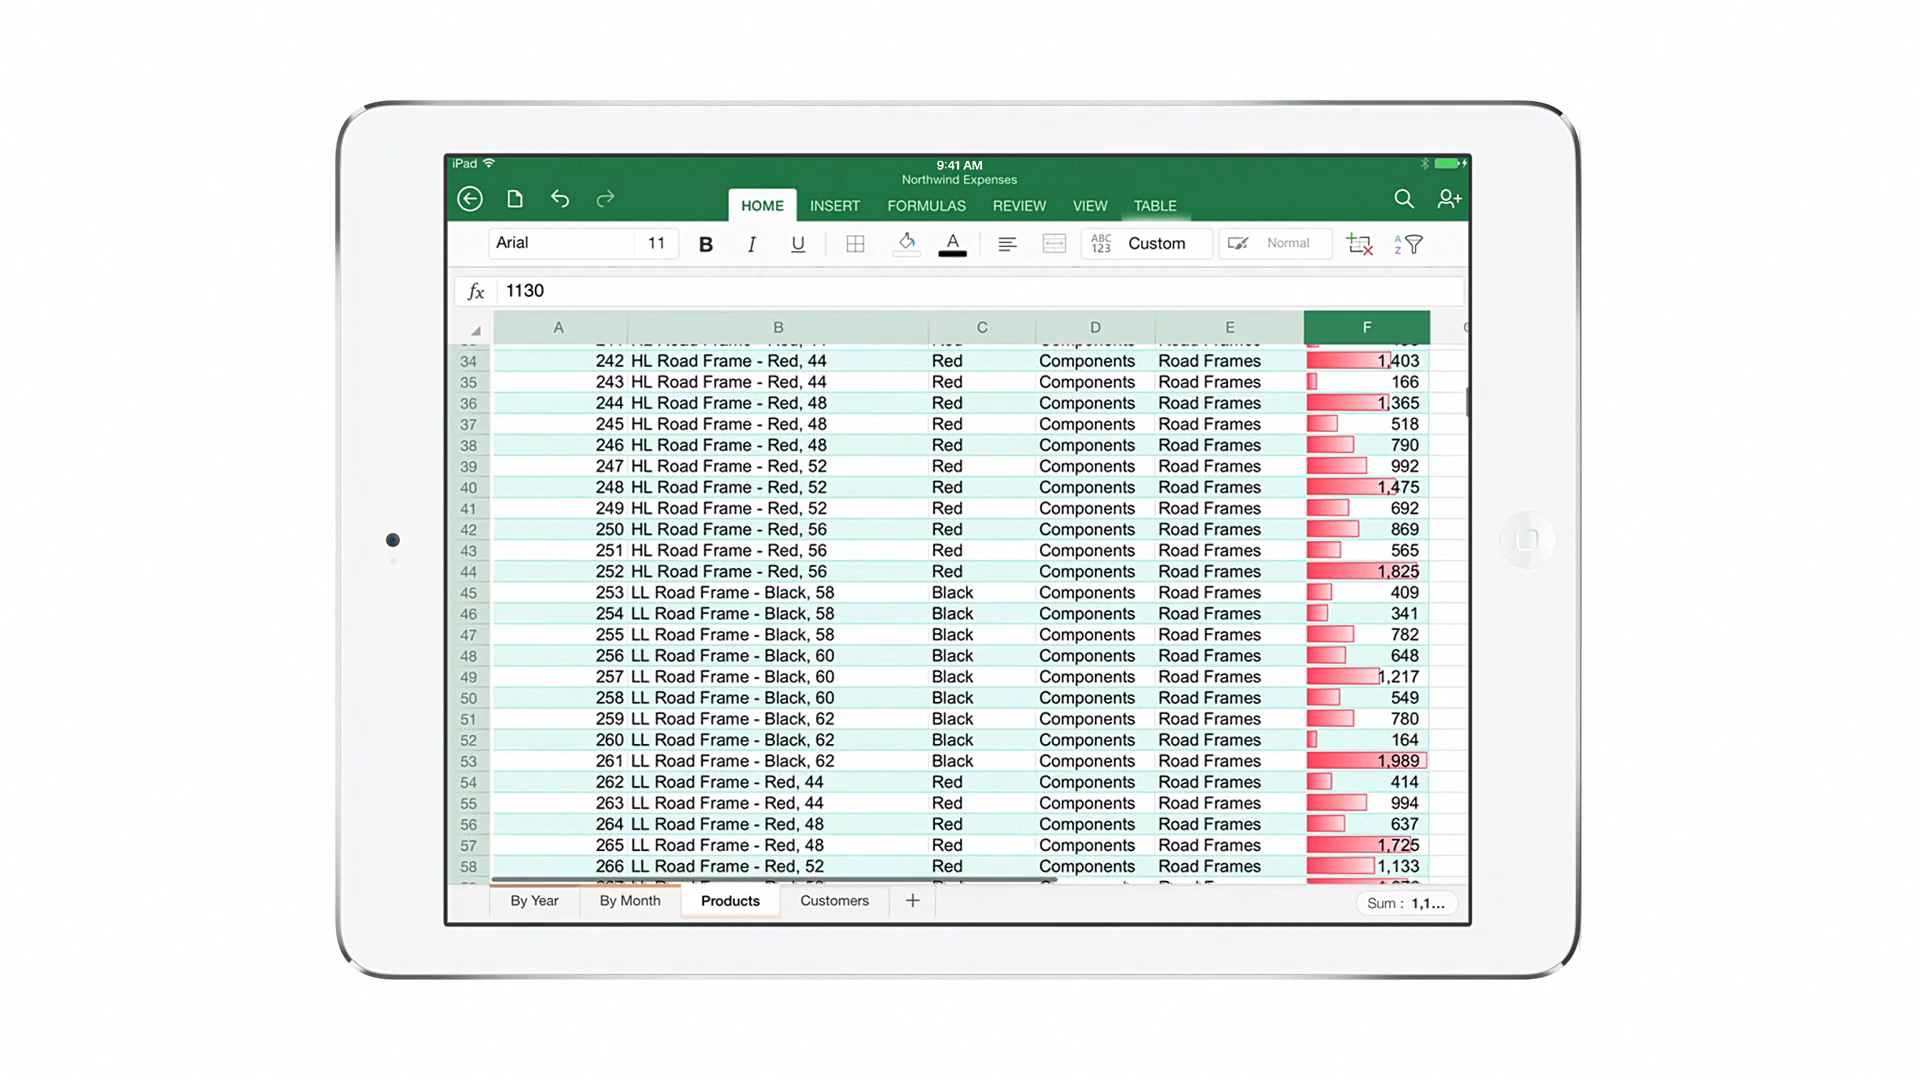 iPad
9:41 AM
Northwind Expenses
HOME INSERT FORMULAS REVIEW VIEW TABLE
Arial 11 B I U A ABC 123 Custom Normal A Z
fx 1130
A B C D E F
34 242 HL Road Frame - Red, 44 Red Components Road Frames 1,403
35 243 HL Road Frame - Red, 44 Red Components Road Frames 166
36 244 HL Road Frame - Red, 48 Red Components Road Frames 1,365
37 245 HL Road Frame - Red, 48 Red Components Road Frames 518
38 246 HL Road Frame - Red, 48 Red Components Road Frames 790
39 247 HL Road Frame - Red, 52 Red Components Road Frames 992
40 248 HL Road Frame - Red, 52 Red Components Road Frames 1,475
41 249 HL Road Frame - Red, 52 Red Components Road Frames 692
42 250 HL Road Frame - Red, 56 Red Components Road Frames 869
43 251 HL Road Frame - Red, 56 Red Components Road Frames 565
44 252 HL Road Frame - Red, 56 Red Components Road Frames 1,825
45 253 LL Road Frame - Black, 58 Black Components Road Frames 409
46 254 LL Road Frame - Black, 58 Black Components Road Frames 341
47 255 LL Road Frame - Black, 58 Black Components Road Frames 782
48 256 LL Road Frame - Black, 60 Black Components Road Frames 648
49 257 LL Road Frame - Black, 60 Black Components Road Frames 1,217
50 258 LL Road Frame - Black, 60 Black Components Road Frames 549
51 259 LL Road Frame - Black, 62 Black Components Road Frames 780
52 260 LL Road Frame - Black, 62 Black Components Road Frames 164
53 261 LL Road Frame - Black, 62 Black Components Road Frames 1,989
54 262 LL Road Frame - Red, 44 Red Components Road Frames 414
55 263 LL Road Frame - Red, 44 Red Components Road Frames 994
56 264 LL Road Frame - Red, 48 Red Components Road Frames 637
57 265 LL Road Frame - Red, 48 Red Components Road Frames 1,725
58 266 LL Road Frame - Red, 52 Red Components Road Frames 1,133
By Year By Month Products Customers + Sum : 1,1...